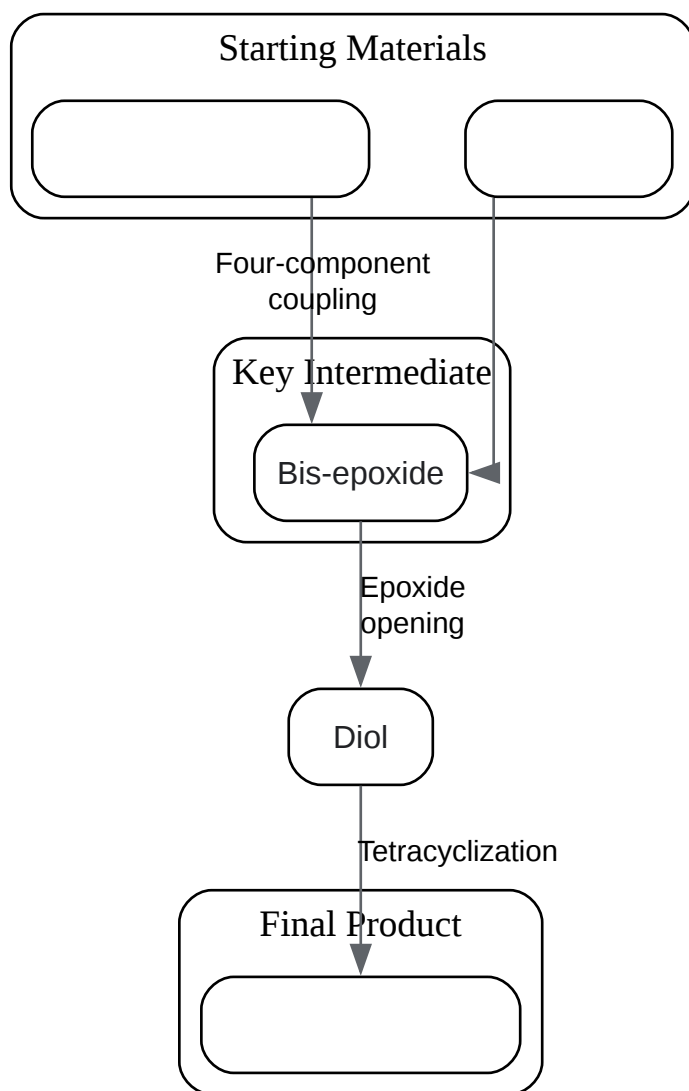 Starting Materials
Four-component
coupling
Key Intermediate
Bis-epoxide
Epoxide
opening
Diol
Tetracyclization
Final Product